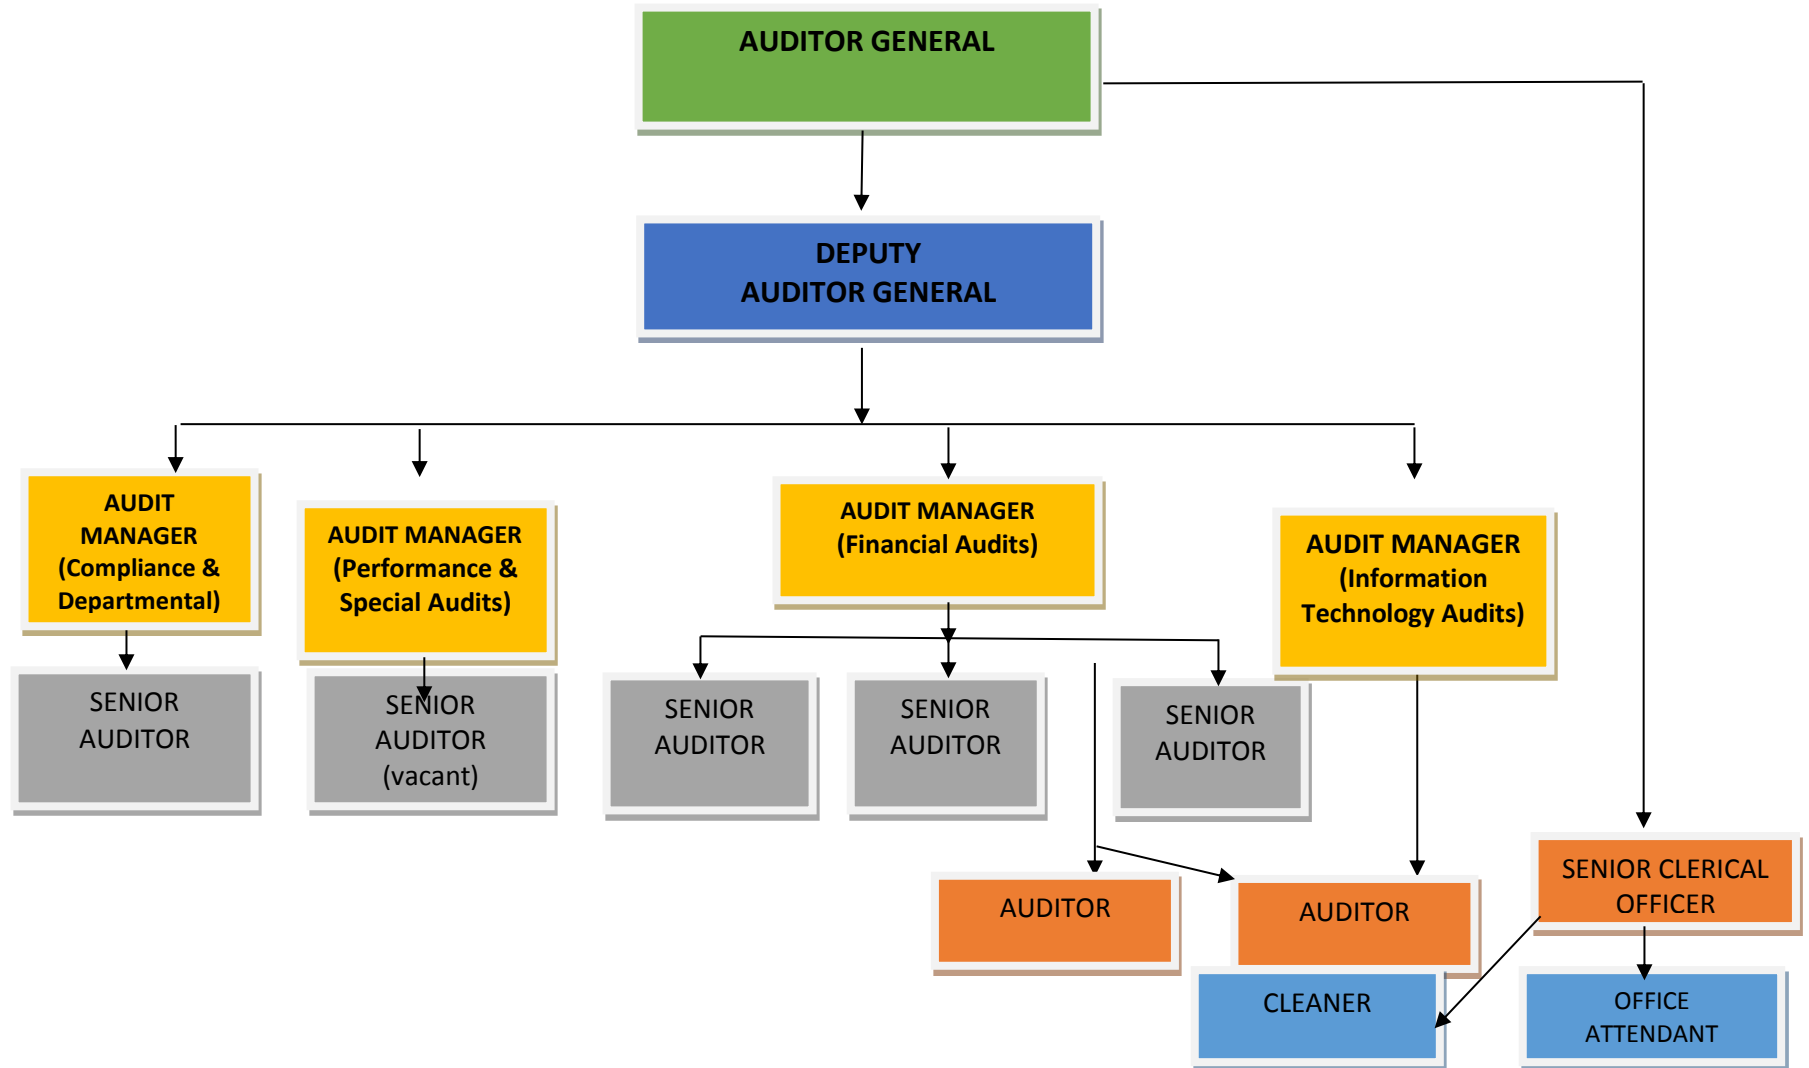 AUDITOR GENERAL
DEPUTY
AUDITOR GENERAL
AUDIT
MANAGER
(Compliance &
Departmental)
AUDIT MANAGER
(Performance &
Special Audits)
AUDIT MANAGER
(Financial Audits)
AUDIT MANAGER
(Information
Technology Audits)
SENIOR
AUDITOR
SENIOR
AUDITOR
(vacant)
SENIOR
AUDITOR
SENIOR
AUDITOR
SENIOR
AUDITOR
AUDITOR
AUDITOR
SENIOR CLERICAL
OFFICER
CLEANER
OFFICE
ATTENDANT